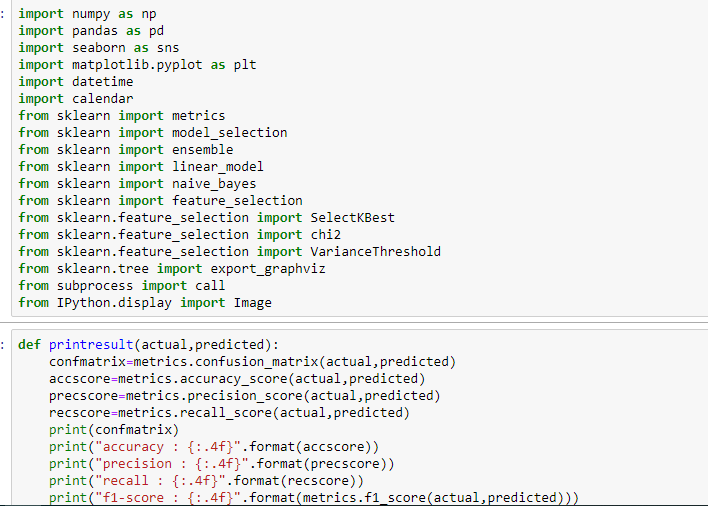 import numpy as np
import pandas as pd
import seaborn as sns
import matplotlib.pyplot as plt
import datetime
import calendar
from sklearn import metrics
from sklearn import model_selection
from sklearn import ensemble
from sklearn import linear_model
from sklearn import naive_bayes
from sklearn import feature_selection
from sklearn.feature_selection import SelectKBest
from sklearn.feature_selection import chi2
from sklearn.feature_selection import VarianceThreshold
from sklearn.tree import export_graphviz
from subprocess import call
from IPython.display import Image
def printresult(actual,predicted):
    confmatrix=metrics.confusion_matrix(actual,predicted)
    accscore=metrics.accuracy_score(actual,predicted)
    precscore=metrics.precision_score(actual,predicted)
    recscore=metrics.recall_score(actual,predicted)
    print(confmatrix)
    print("accuracy : {:.4f}".format(accscore))
    print("precision : {:.4f}".format(precscore))
    print("recall : {:.4f}".format(recscore))
    print("f1-score : {:.4f}".format(metrics.f1_score(actual,predicted)))